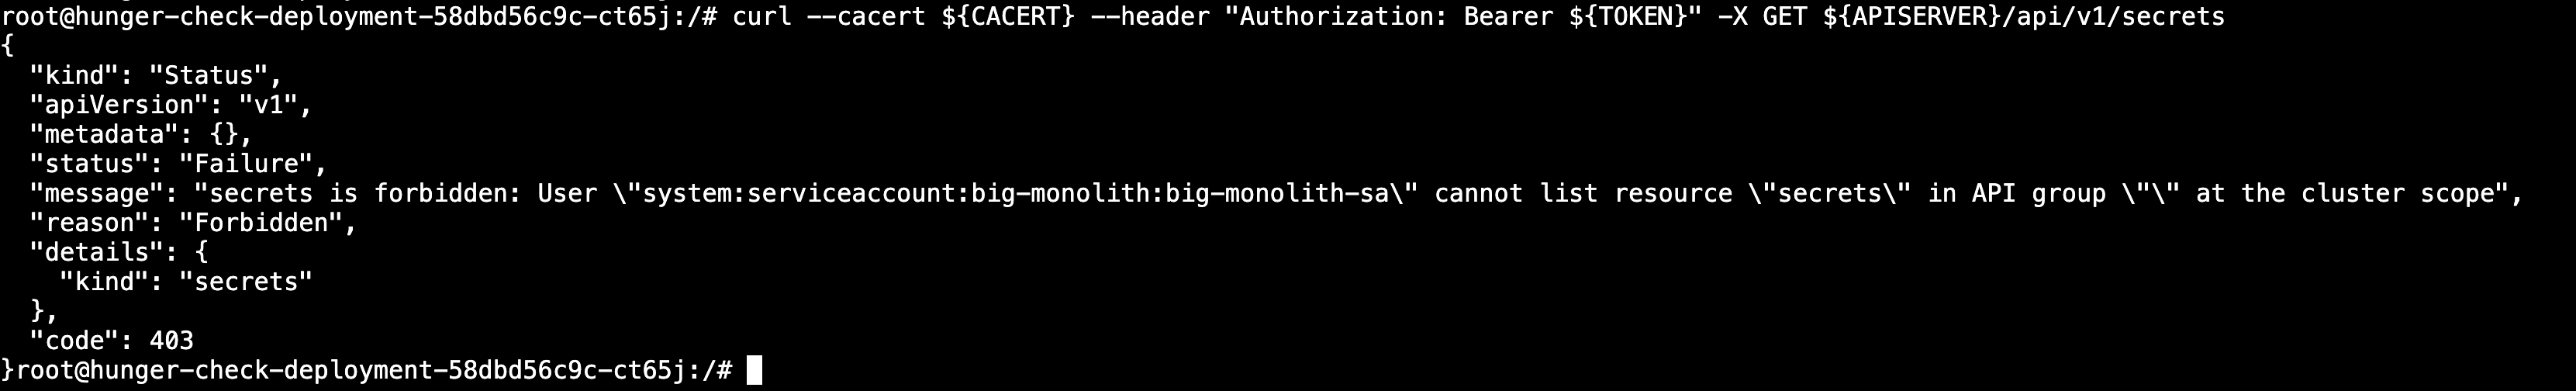 root@hunger-check-deployment-58dbd56c9c-ct65j:/# curl --cacert ${CACERT} --header "Authorization: Bearer ${TOKEN}" -X GET ${APISERVER}/api/v1/secrets
{
  "kind": "Status",
  "apiVersion": "v1",
  "metadata": {},
  "status": "Failure",
  "message": "secrets is forbidden: User \"system:serviceaccount:big-monolith:big-monolith-sa\" cannot list resource \"secrets\" in API group \"\" at the cluster scope",
  "reason": "Forbidden",
  "details": {
    "kind": "secrets"
  },
  "code": 403
}root@hunger-check-deployment-58dbd56c9c-ct65j:/#